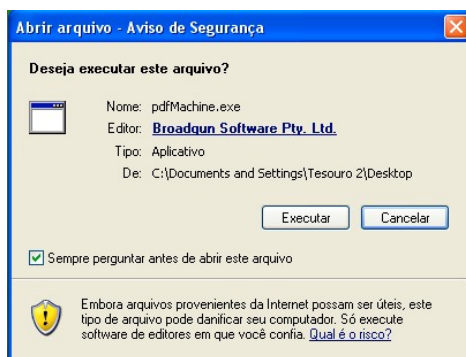 Abrir arquivo - Aviso de Segurança
Deseja executar este arquivo?
Nome: pdfMachine.exe
Editor: Broadgun Software Pty. Ltd.
Tipo: Aplicativo
De: C:\Documents and Settings\Tesouro 2\Desktop
Executar Cancelar
Sempre perguntar antes de abrir este arquivo
Embora arquivos provenientes da Internet possam ser úteis, este
tipo de arquivo pode danificar seu computador. Só execute
software de editores em que você confia. Qual é o risco?